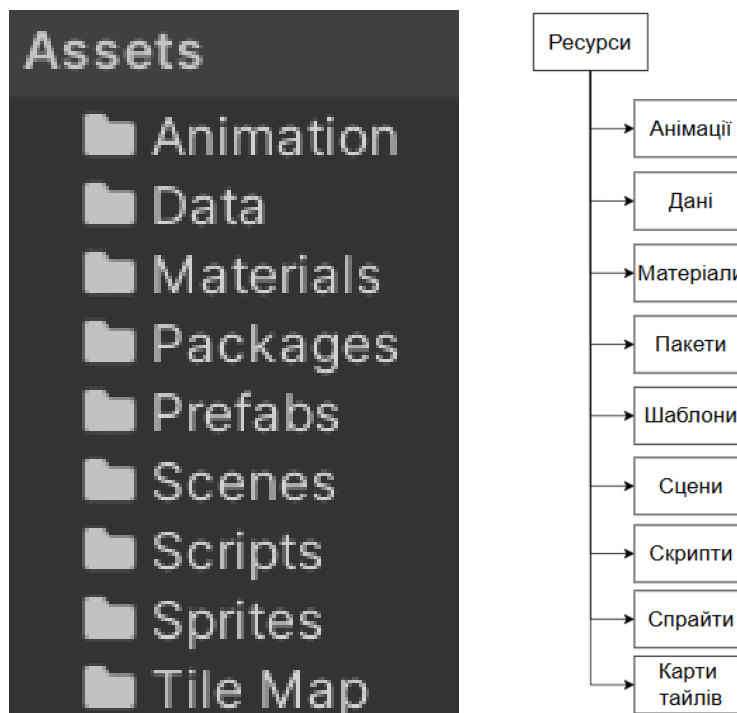 Assets
Animation
Data
Materials
Packages
Prefabs
Scenes
Scripts
Sprites
Tile Map
Ресурси
Анімації
Дані
Матеріали
Пакети
Шаблони
Сцени
Скрипти
Спрайти
Карти
тайлів